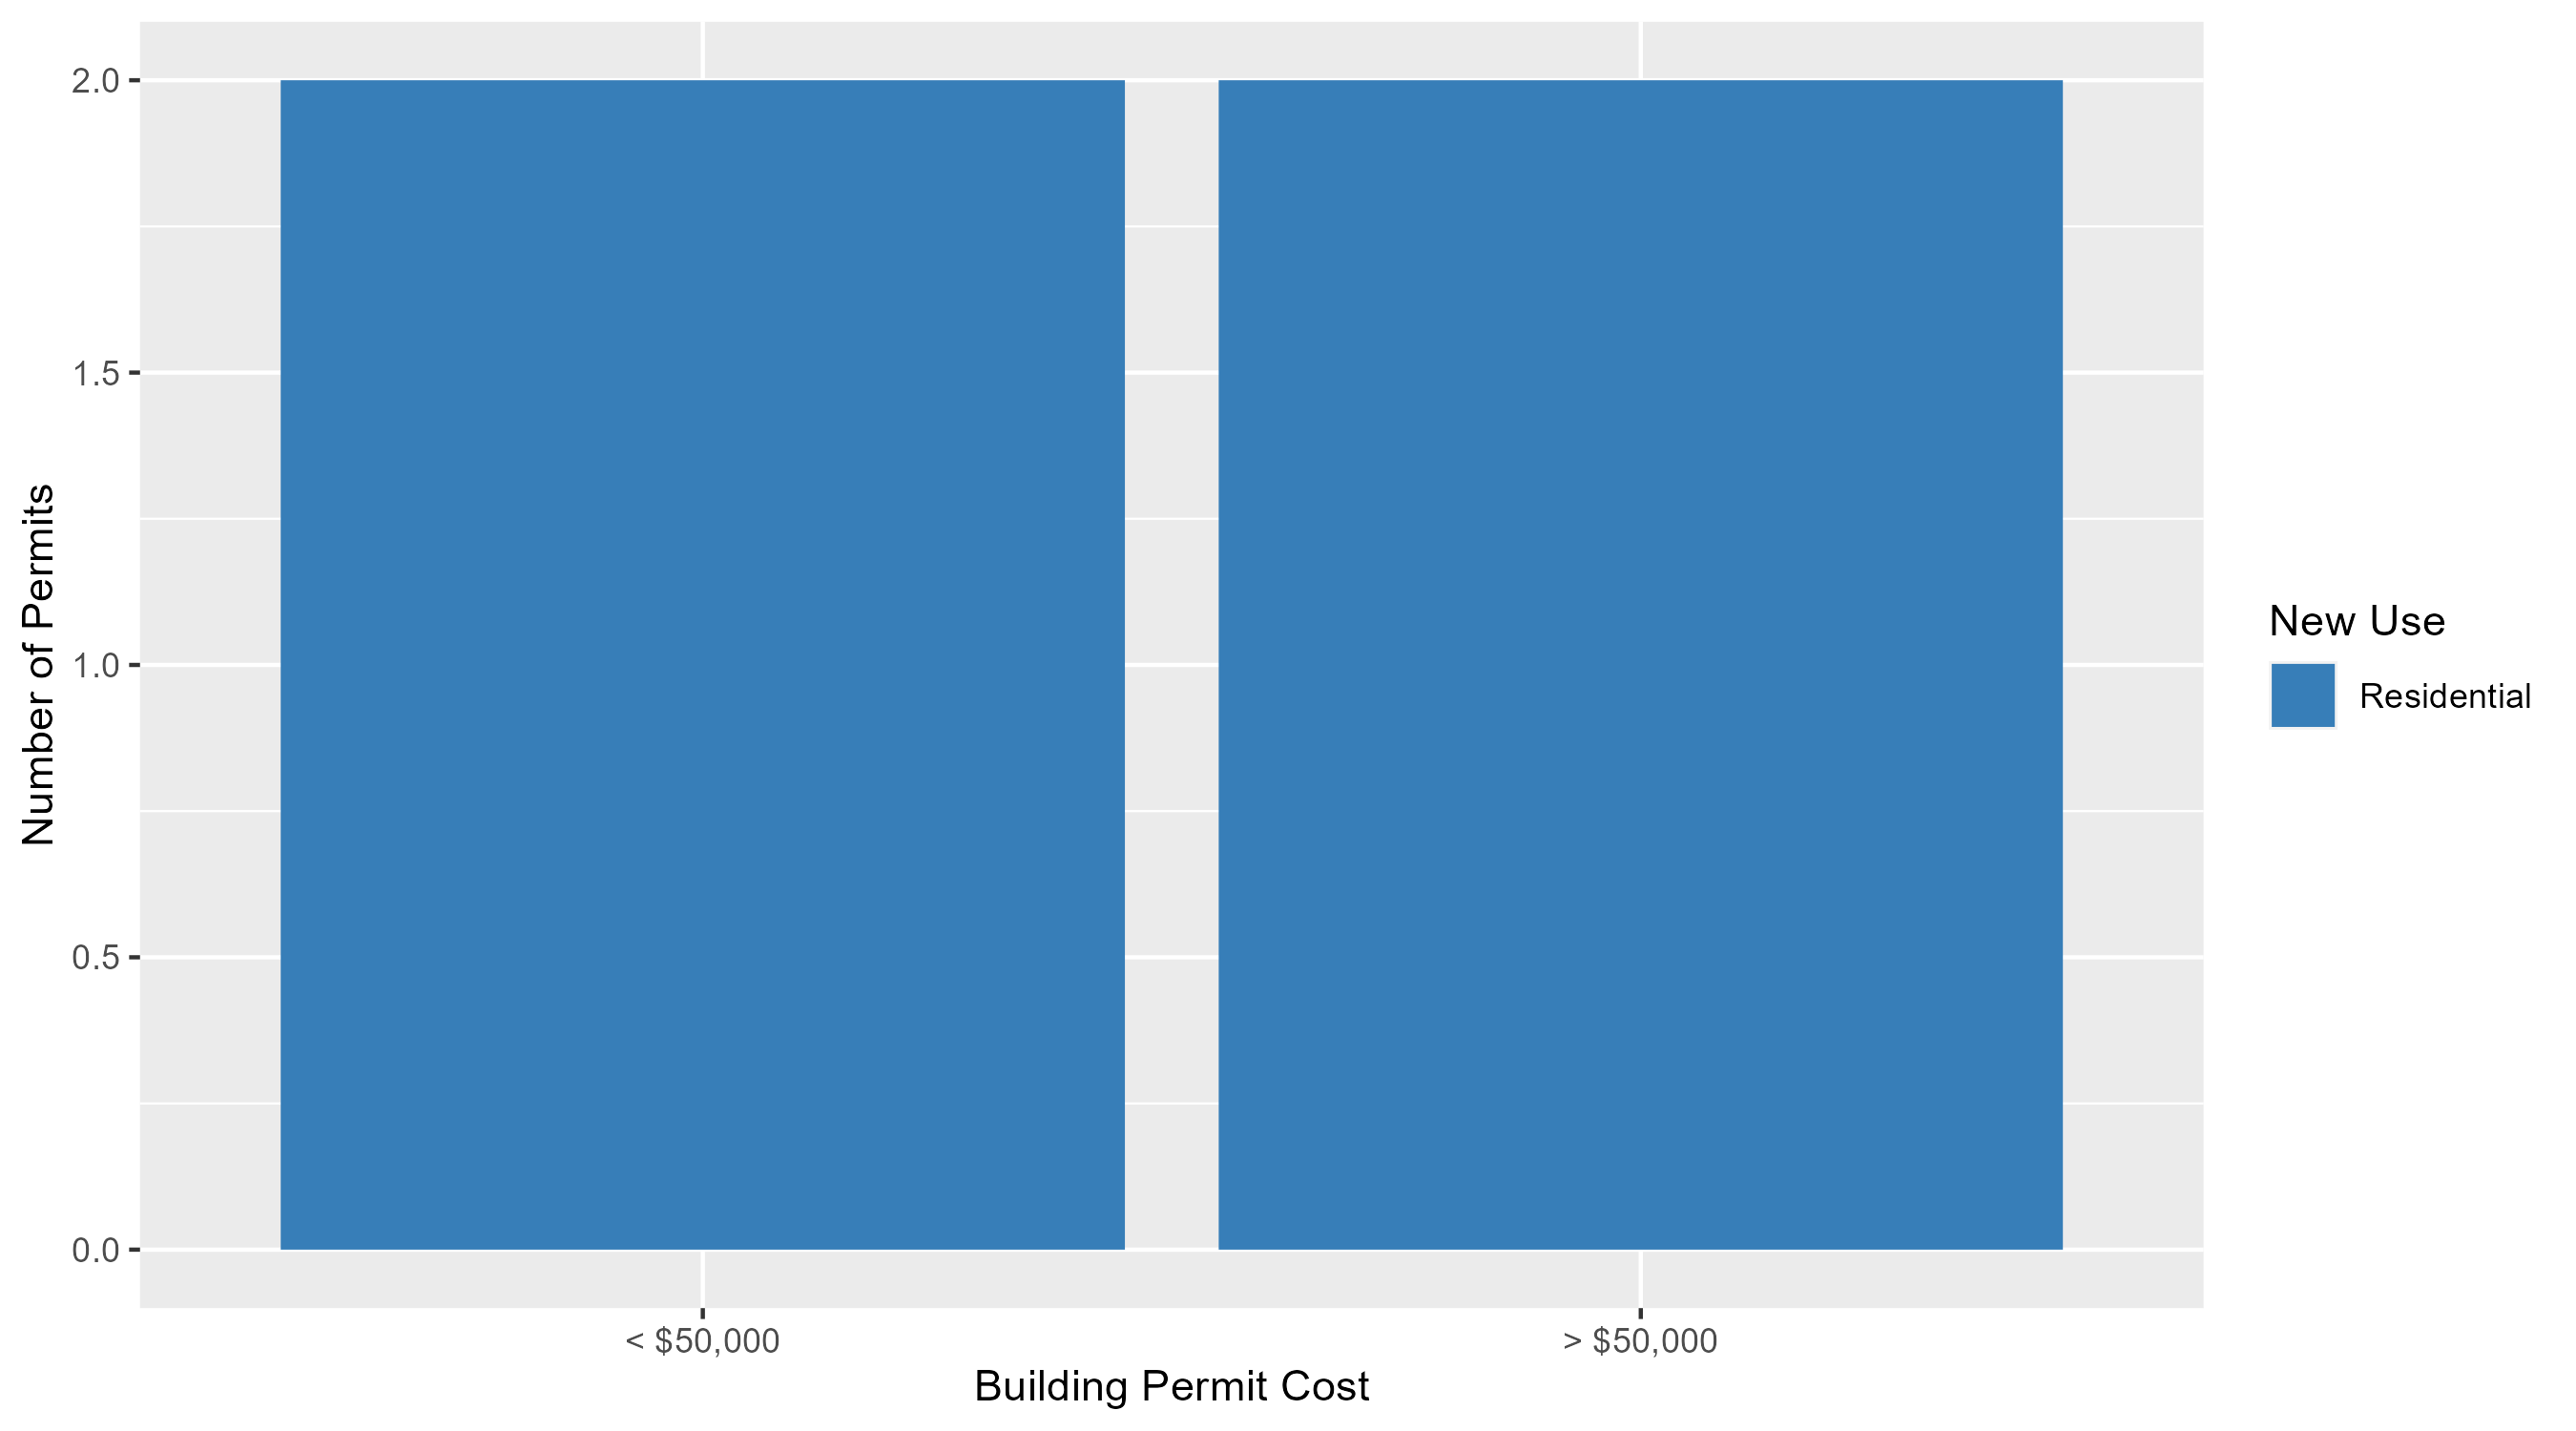 2.0
1.5
1.0
0.5
0.0
Number of Permits
< $50,000
> $50,000
Building Permit Cost
New Use
Residential